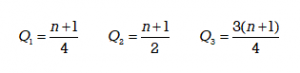 Q₁ = (n+1)/4   Q₂ = (n+1)/2   Q₃ = 3(n+1)/4